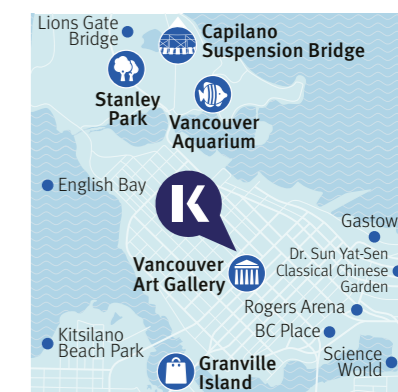 Lions Gate
Bridge
Capilano
Suspension Bridge
Stanley
Park
Vancouver
Aquarium
English Bay
K
Gastow
Dr. Sun Yat-Sen
Classical Chinese
Garden
Vancouver
Art Gallery
Rogers Arena
BC Place
Kitsilano
Beach Park
Science
World
Granville
Island